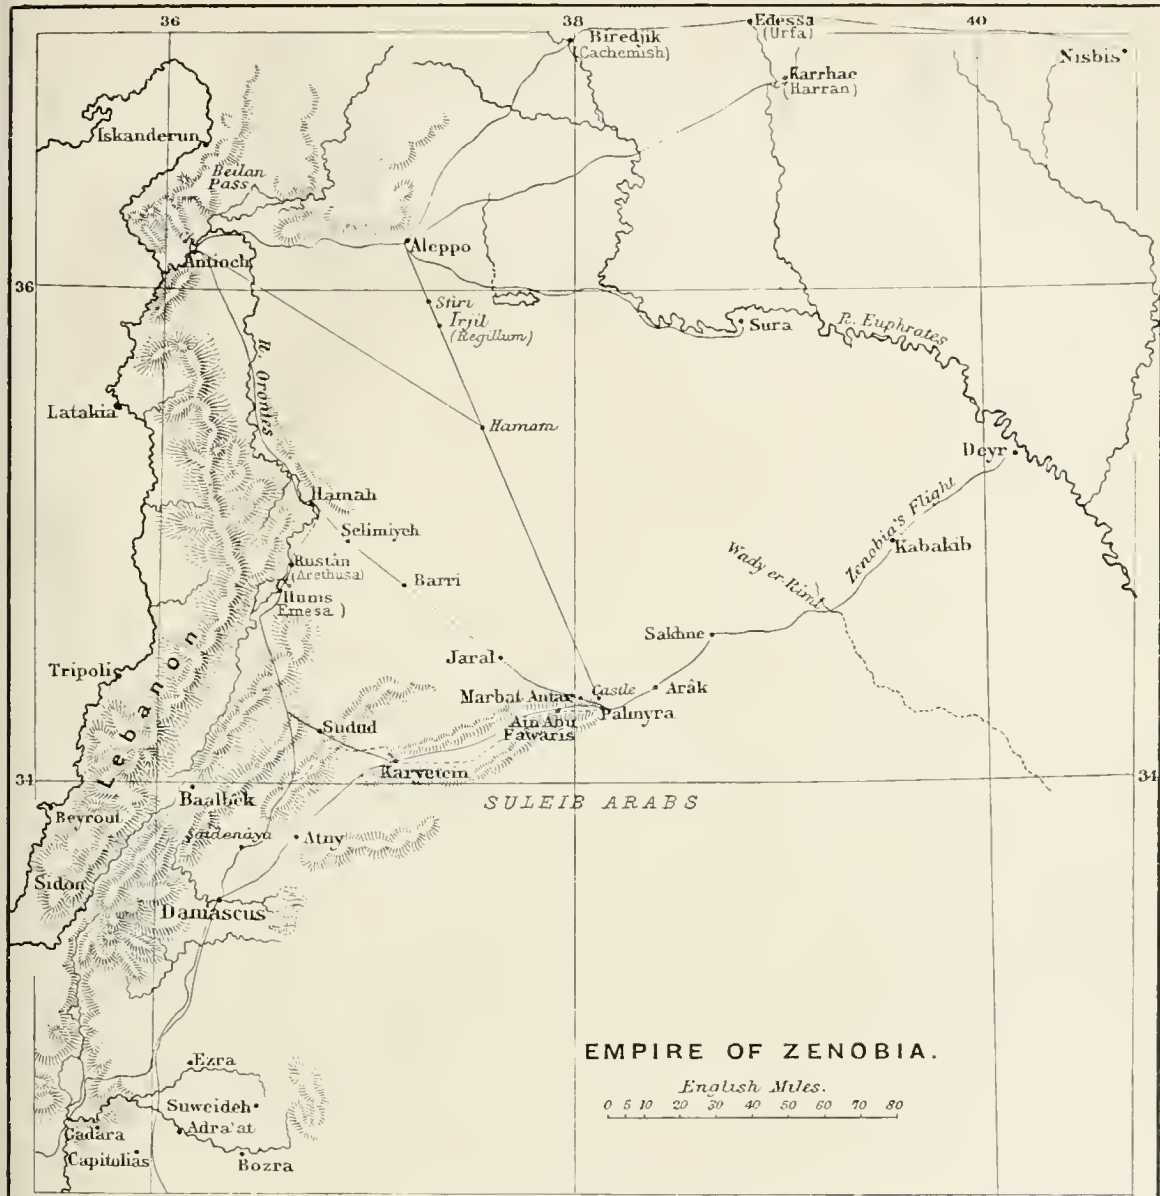 36
38
40
Biredjik
(Cachemish)
Edessa
(Urfa)
Nisbis
Karrhae
(Harran)
Iskanderun
Beilan
Pass
Antioch
Aleppo
36
Stiri
Irjil
(Regillum)
Sura
R. Euphrates
R. Orontes
Latakia
Hamam
Deyr
Hamah
Selimiyeh
Zenobia's Flight
Kabakib
Rustân
(Arethusa)
Barri
Wady er-Rimt
Hums
Emesa)
Sakhne
Lebanon
Tripoli
Jaral
Marbat Antar
Castle
Arâk
Palmyra
Ain Abu
Fawaris
Sudud
Karyetein
34
34
Baalbek
SULEIB ARABS
Beyrout
Saidenâya
Atny
Sidon
Damascus
EMPIRE OF ZENOBIA.
English Miles.
0 5 10 20 30 40 50 60 70 80
Ezra
Suweideh
Gadara
Adra'at
Capitolias
Bozra